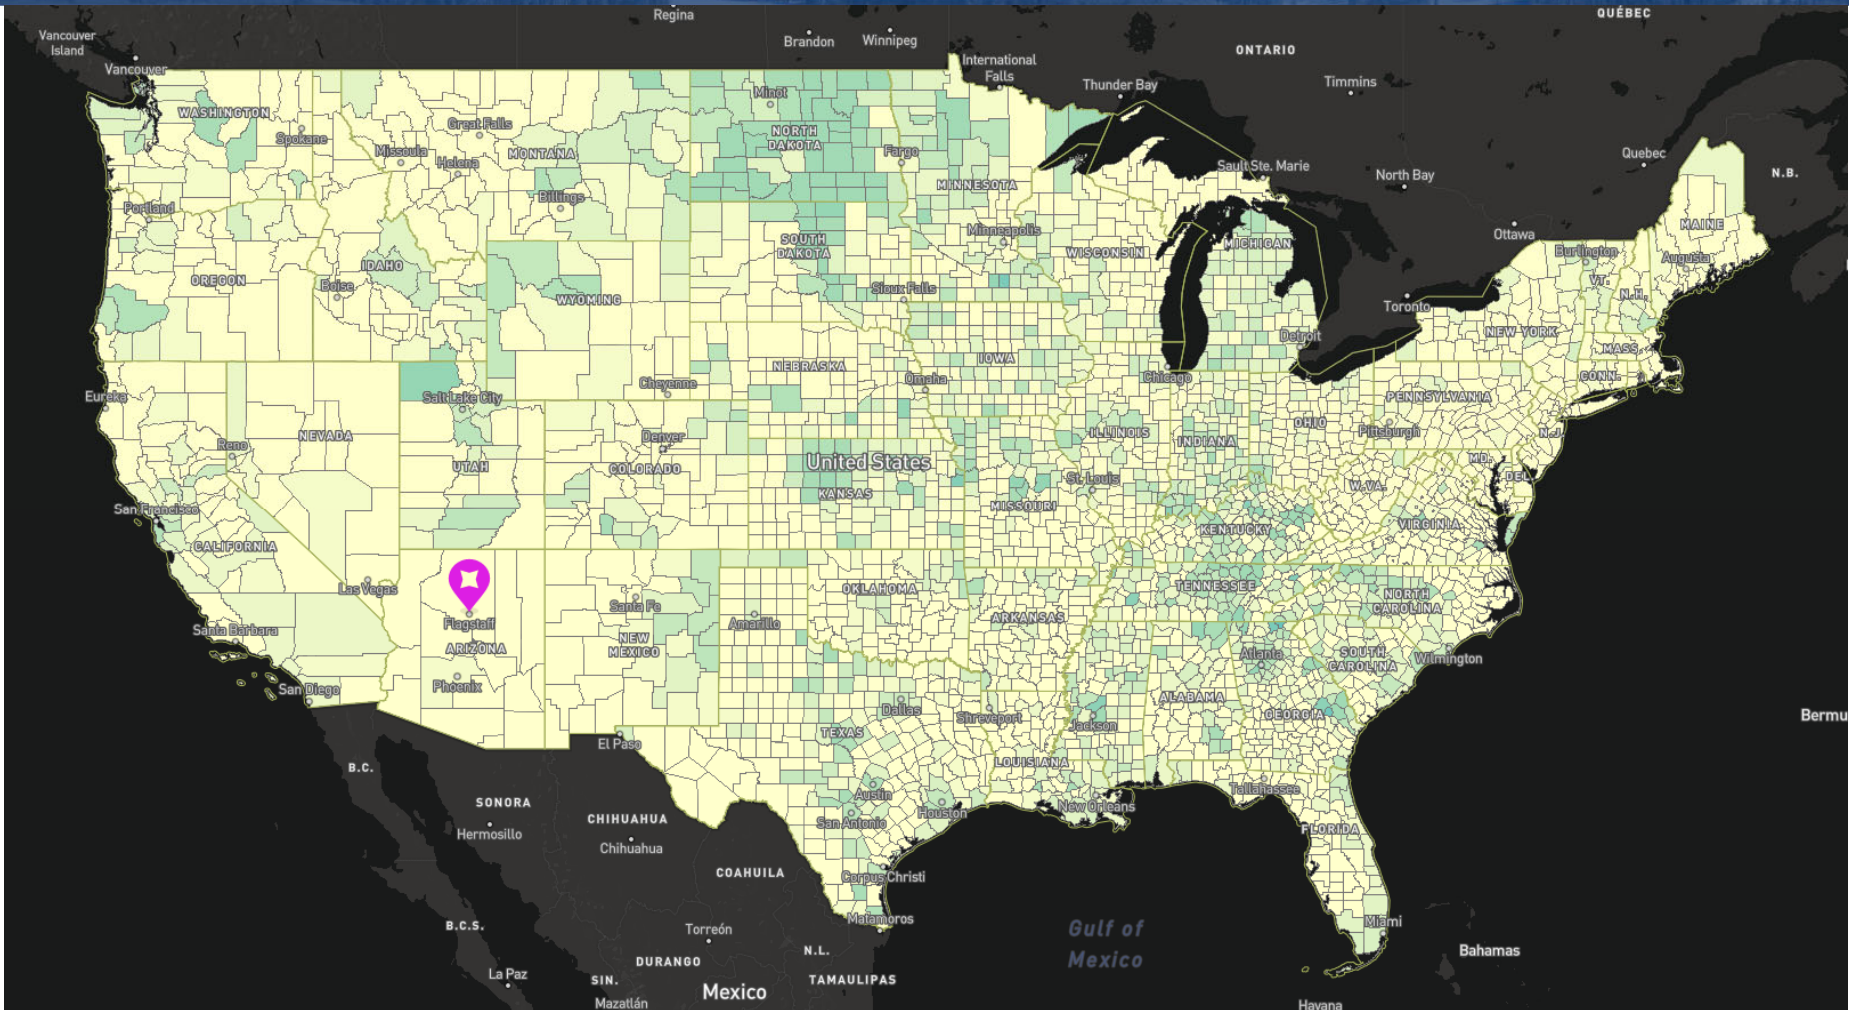 Regina
QUÉBEC
Vancouver
Island
Brandon
Winnipeg
ONTARIO
Vancouver
International
Falls
Thunder Bay
Timmins
Minot
WASHINGTON
Great Falls
Spokane
NORTH
DAKOTA
Missoula
Helena
MONTANA
Fargo
Quebec
Sault Ste. Marie
North Bay
N.B.
MINNESOTA
Billings
Portland
MAINE
Minneapolis
Ottawa
SOUTH
DAKOTA
WISCONSIN
MICHIGAN
Burlington
Augusta
IDAHO
OREGON
Boise
Sioux Falls
VT.
N.H.
WYOMING
Toronto
NEW YORK
Detroit
MASS.
IOWA
NEBRASKA
CONN.
Omaha
Chicago
Cheyenne
Eureka
Salt Lake City
PENNSYLVANIA
OHIO
Pittsburgh
N.J.
ILLINOIS
INDIANA
NEVADA
Denver
Reno
United States
MD.
UTAH
COLORADO
DEL.
St. Louis
W.VA.
KANSAS
MISSOURI
San Francisco
VIRGINIA
KENTUCKY
CALIFORNIA
Las Vegas
OKLAHOMA
TENNESSEE
NORTH
CAROLINA
Santa Fe
Amarillo
ARKANSAS
Flagstaff
Santa Barbara
NEW
MEXICO
ARIZONA
Atlanta
SOUTH
CAROLINA
Wilmington
Phoenix
San Diego
ALABAMA
Dallas
Shreveport
Jackson
GEORGIA
Bermu
TEXAS
El Paso
LOUISIANA
B.C.
Austin
Tallahassee
SONORA
New Orleans
Houston
CHIHUAHUA
San Antonio
FLORIDA
Hermosillo
Chihuahua
COAHUILA
Corpus Christi
Matamoros
Miami
B.C.S.
Torreón
Gulf of
Mexico
N.L.
Bahamas
DURANGO
La Paz
SIN.
TAMAULIPAS
Mexico
Mazatlán
Havana